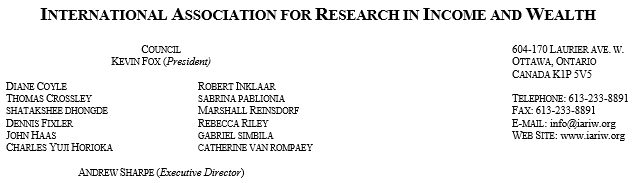 INTERNATIONAL ASSOCIATION FOR RESEARCH IN INCOME AND WEALTH
COUNCIL
KEVIN FOX (President)
DIANE COYLE
THOMAS CROSSLEY
SHATAKSHEE DHONGDE
DENNIS FIXLER
JOHN HAAS
CHARLES YUJI HORIOKA
ROBERT INKLAAR
SABRINA PABLIONIA
MARSHALL REINSDORF
REBECCA RILEY
GABRIEL SIMBILA
CATHERINE VAN ROMPAEY
ANDREW SHARPE (Executive Director)
604-170 LAURIER AVE. W.
OTTAWA, ONTARIO
CANADA K1P 5V5
TELEPHONE: 613-233-8891
FAX: 613-233-8891
E-MAIL: info@iariw.org
WEB SITE: www.iariw.org